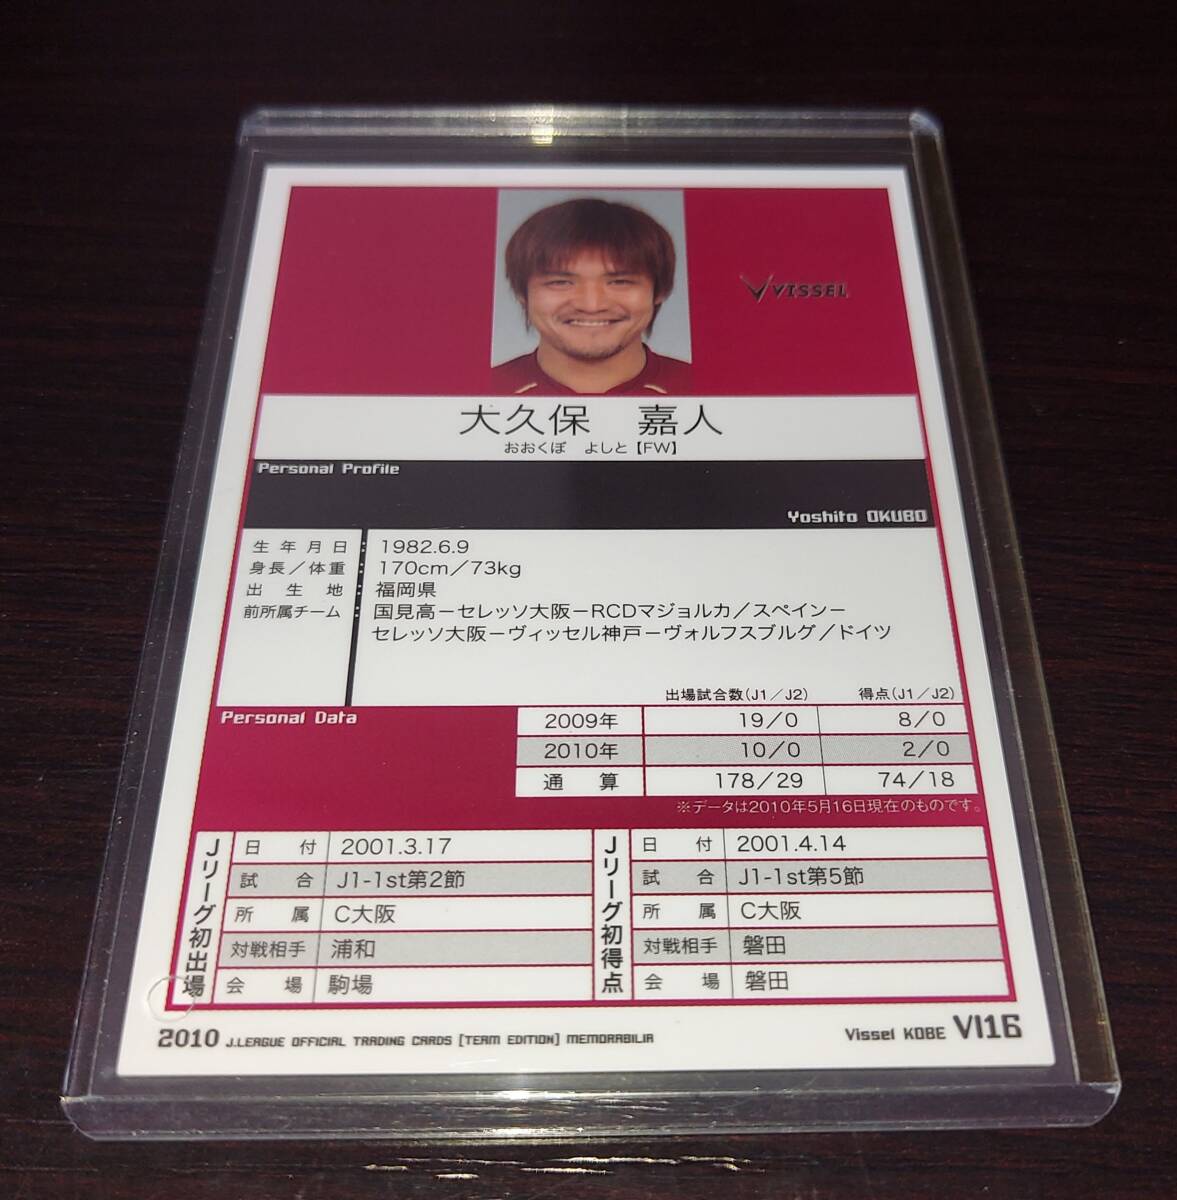 VISSEL
大久保　嘉人
おおくぼ　よしと【FW】
Personal Profile
Yoshito OKUBO
生年月日：1982.6.9
身長／体重：170cm／73kg
出生地：福岡県
前所属チーム：国見高－セレッソ大阪－RCDマジョルカ／スペイン－
セレッソ大阪－ヴィッセル神戸－ヴォルフスブルグ／ドイツ
出場試合数(J1／J2) 得点(J1／J2)
Personal Data
2009年 19／0 8／0
2010年 10／0 2／0
通　算 178／29 74／18
※データは2010年5月16日現在のものです。
Jリーグ初出場
日　付 2001.3.17
試　合 J1-1st第2節
所　属 C大阪
対戦相手 浦和
会　場 駒場
Jリーグ初得点
日　付 2001.4.14
試　合 J1-1st第5節
所　属 C大阪
対戦相手 磐田
会　場 磐田
2010 J.LEAGUE OFFICIAL TRADING CARDS [TEAM EDITION] MEMORABILIA
Vissel KOBE VI16